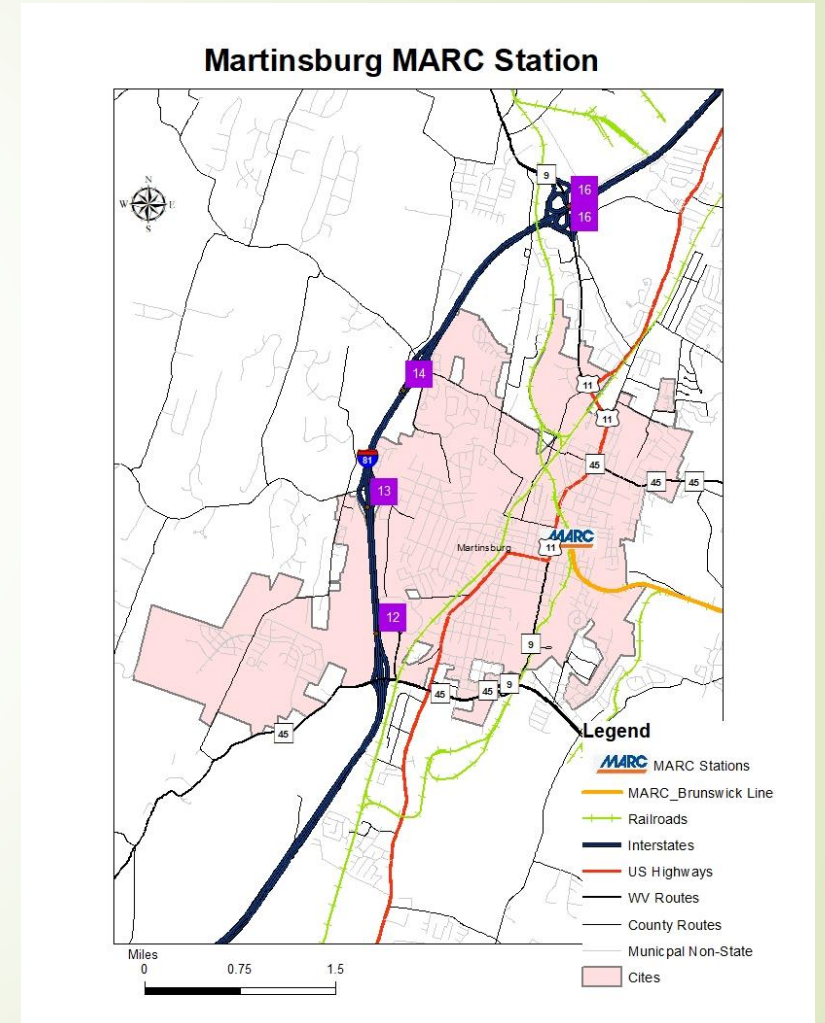 Martinsburg MARC Station
N
W E
S
9
16
16
14
11
11
81
45
45 45
13
MARC
11
Martinsburg
12
9
9
45
45
45
Legend
MARC MARC Stations
MARC_Brunswick Line
Railroads
Interstates
US Highways
WV Routes
County Routes
Municpal Non-State
Cites
Miles
0 0.75 1.5